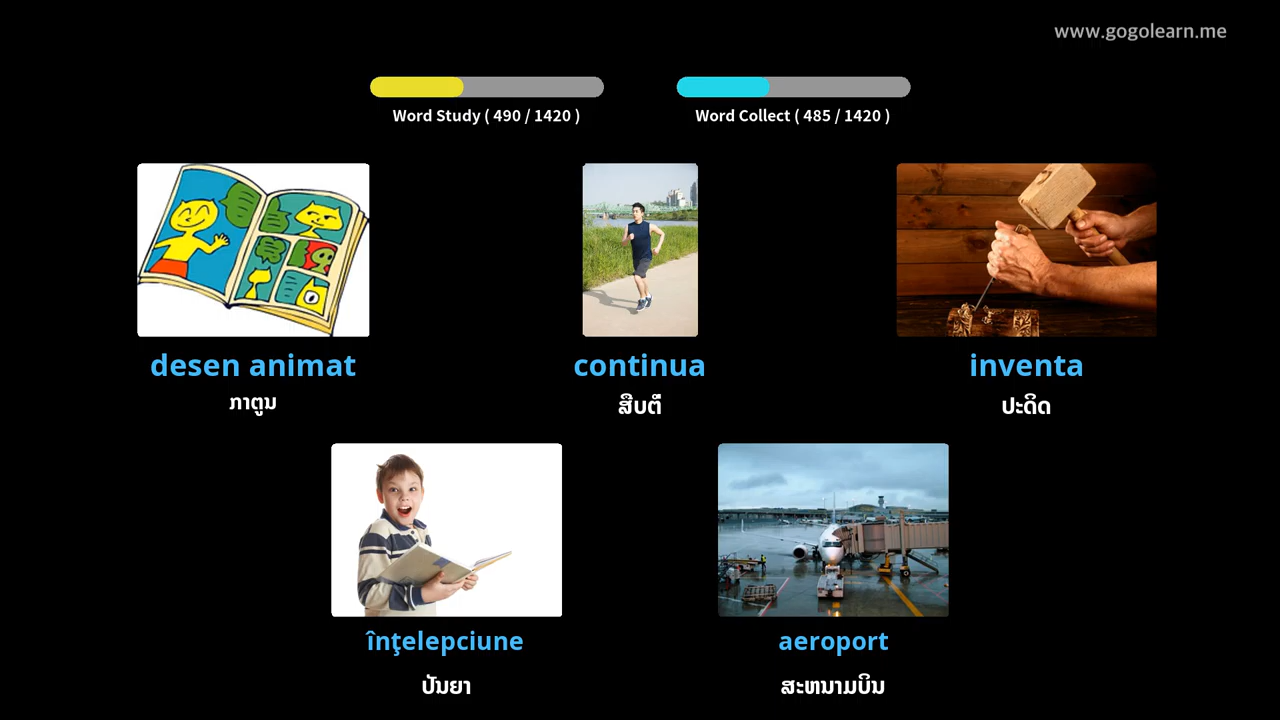 www.gogolearn.me
Word Study ( 490 / 1420 )
Word Collect ( 485 / 1420 )
desen animat
ກາຕູນ
continua
ສືບຕໍ່
inventa
ປະດິດ
înţelepciune
ປັນຍາ
aeroport
ສະຫນາມບິນ